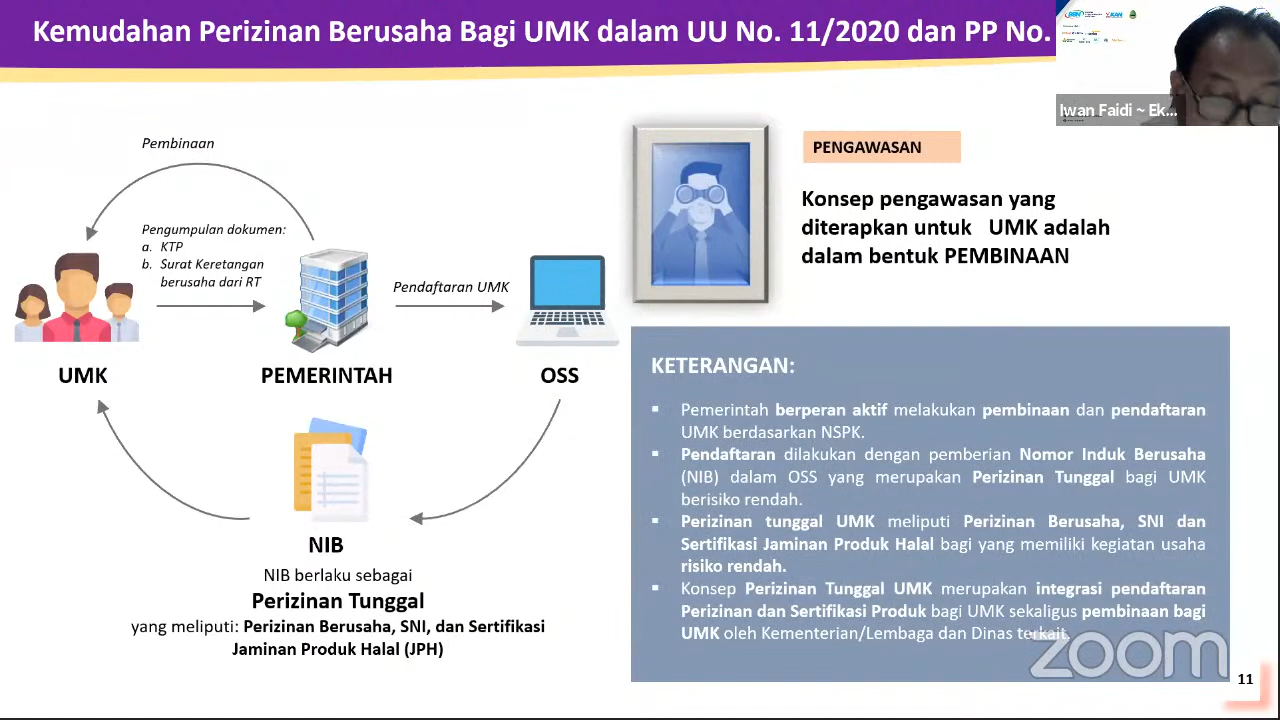 Kemudahan Perizinan Berusaha Bagi UMK dalam UU No. 11/2020 dan PP No.
Iwan Faidi ~ Ek...
Pembinaan
Pengumpulan dokumen:
a. KTP
b. Surat Keretangan
berusaha dari RT
Pendaftaran UMK
UMK
PEMERINTAH
OSS
NIB
NIB berlaku sebagai
Perizinan Tunggal
yang meliputi: Perizinan Berusaha, SNI, dan Sertifikasi
Jaminan Produk Halal (JPH)
PENGAWASAN
Konsep pengawasan yang
diterapkan untuk UMK adalah
dalam bentuk PEMBINAAN
KETERANGAN:
▪ Pemerintah berperan aktif melakukan pembinaan dan pendaftaran
UMK berdasarkan NSPK.
▪ Pendaftaran dilakukan dengan pemberian Nomor Induk Berusaha
(NIB) dalam OSS yang merupakan Perizinan Tunggal bagi UMK
berisiko rendah.
▪ Perizinan tunggal UMK meliputi Perizinan Berusaha, SNI dan
Sertifikasi Jaminan Produk Halal bagi yang memiliki kegiatan usaha
risiko rendah.
▪ Konsep Perizinan Tunggal UMK merupakan integrasi pendaftaran
Perizinan dan Sertifikasi Produk bagi UMK sekaligus pembinaan bagi
UMK oleh Kementerian/Lembaga dan Dinas terkait.
zoom
11